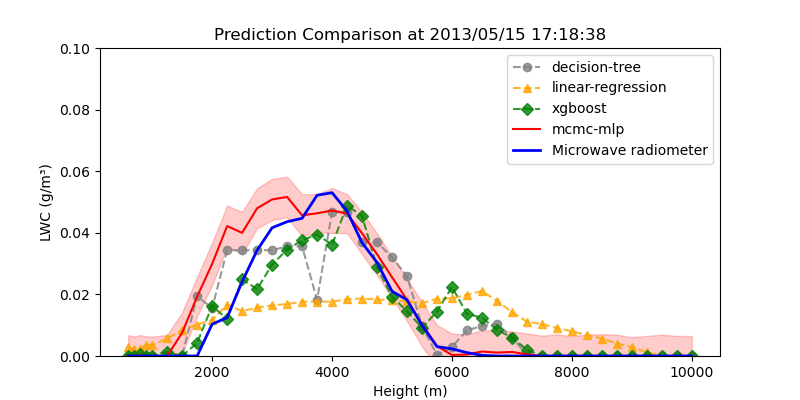 Prediction Comparison at 2013/05/15 17:18:38
0.10
0.08
0.06
0.04
0.02
0.00
LWC (g/m³)
decision-tree
linear-regression
xgboost
mcmc-mlp
Microwave radiometer
2000
4000
6000
8000
10000
Height (m)